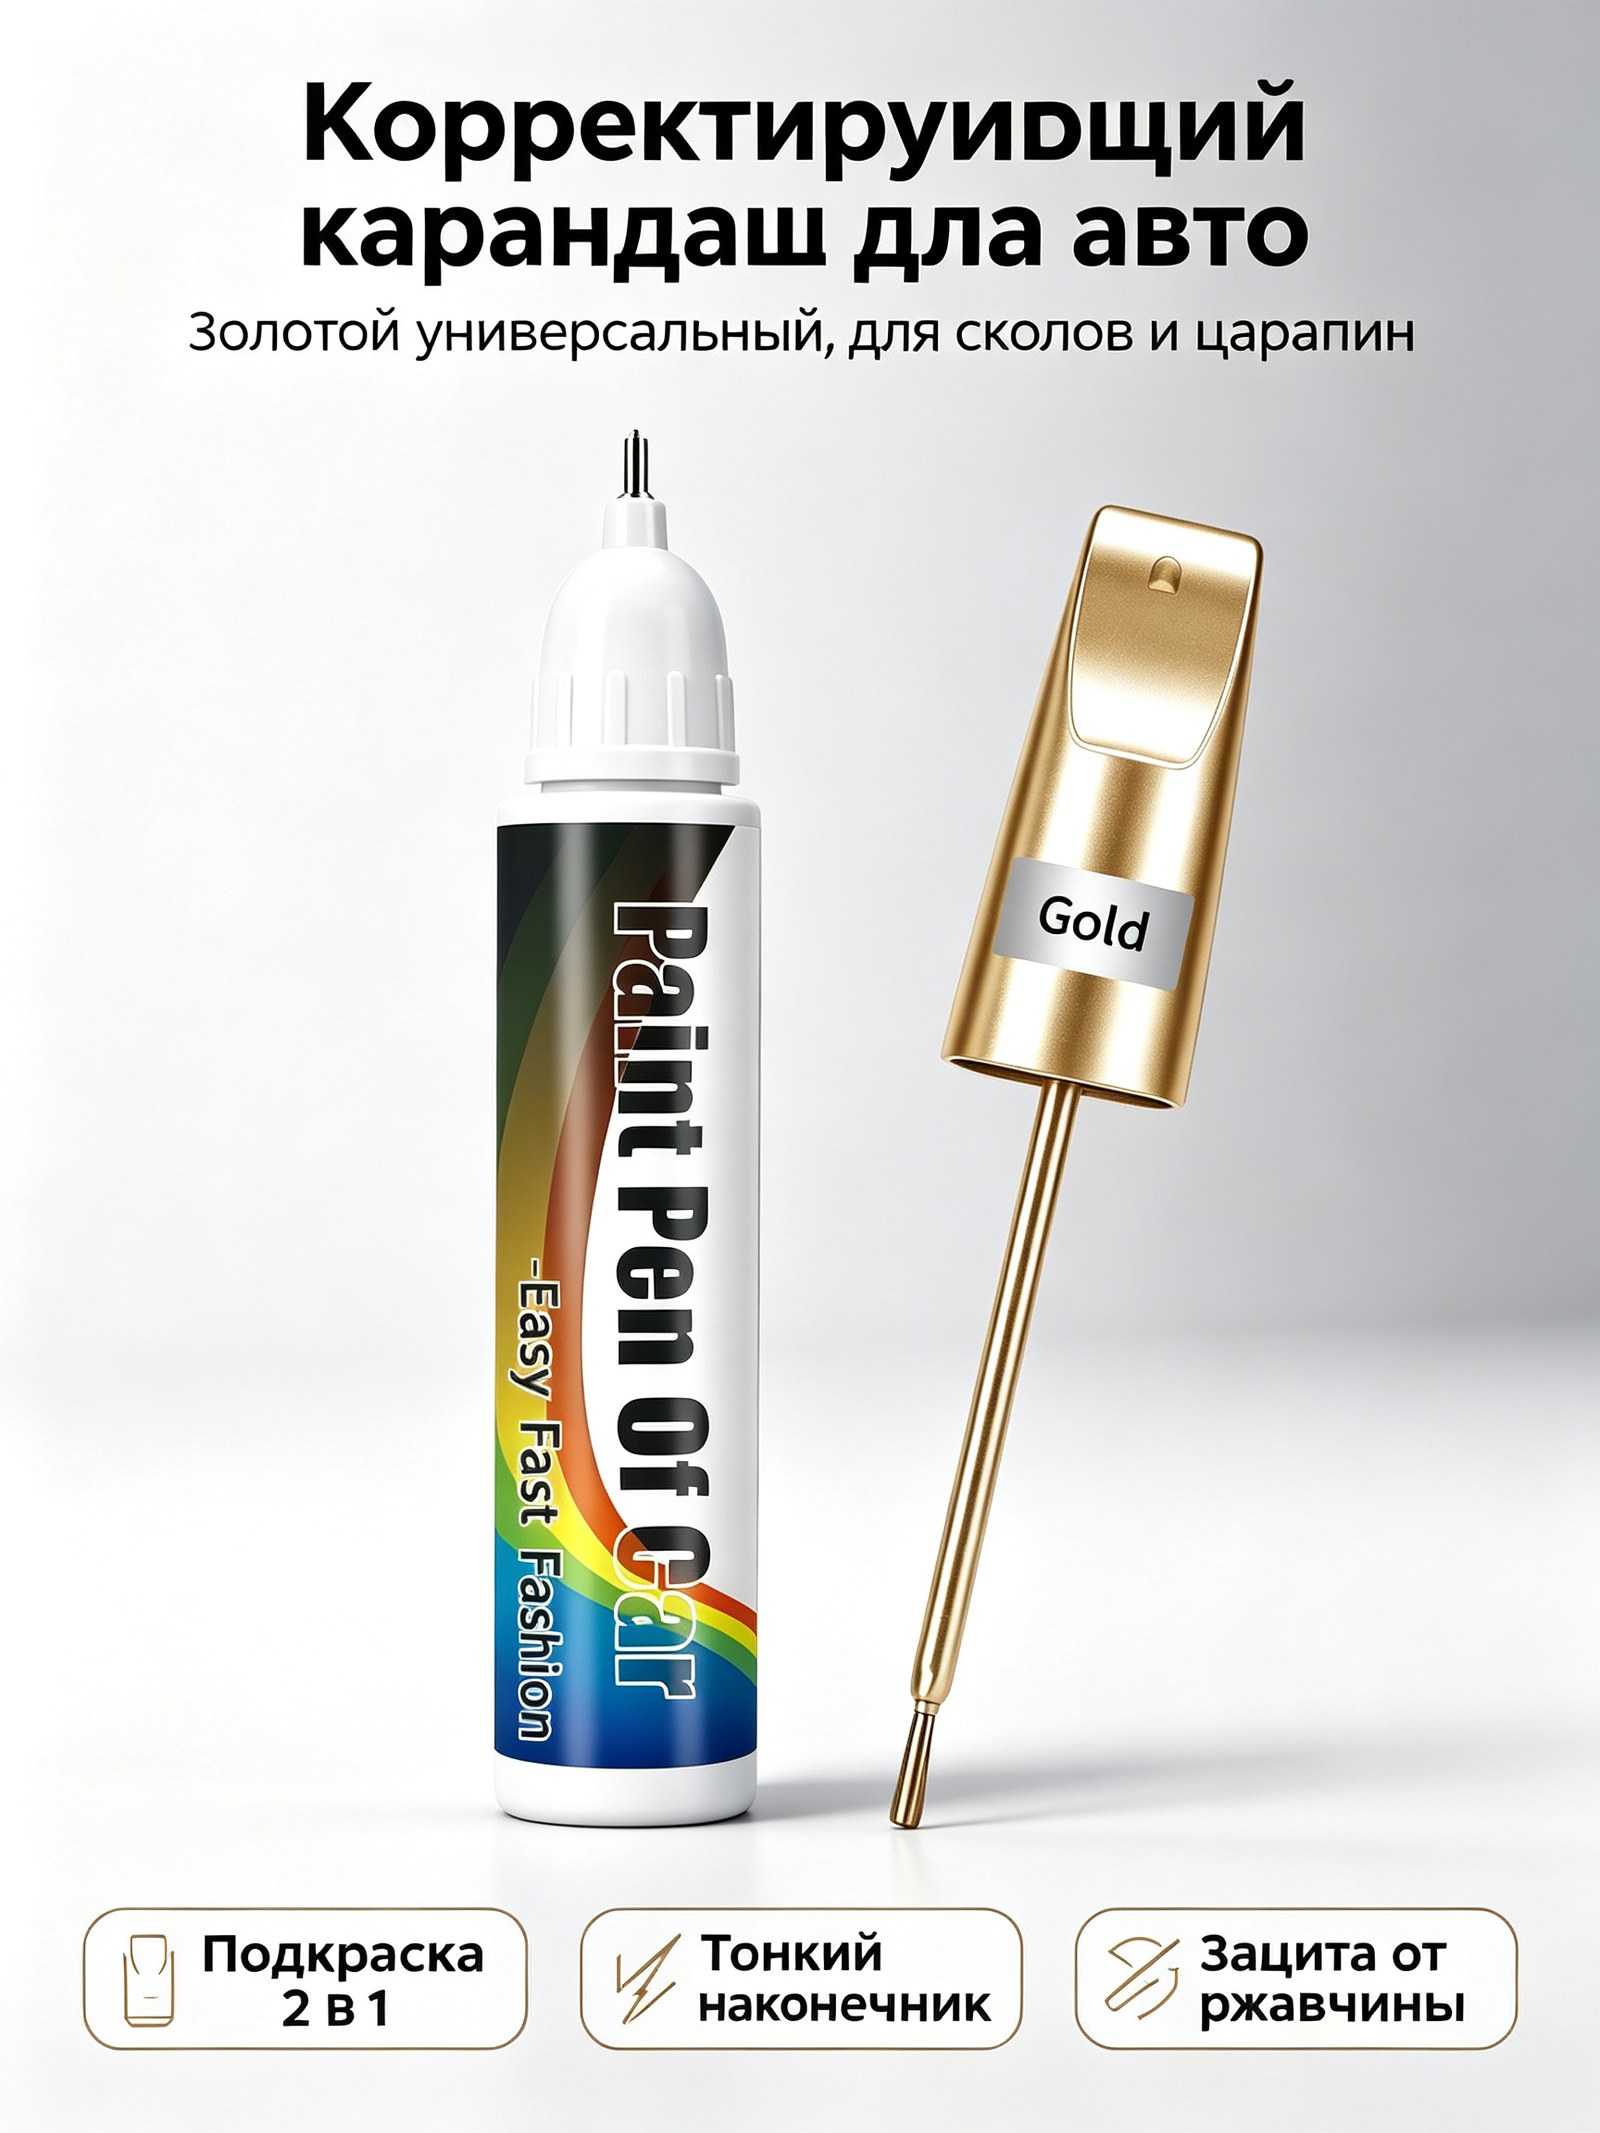 Корректируиющий
карандаш дла авто
Золотой универсальный, для сколов и царапин
Paint Pen Of Car
-Easy Fast Fashion
Gold
Подкраска
2 в 1
Тонкий
наконечник
Зацита от
ржавчины